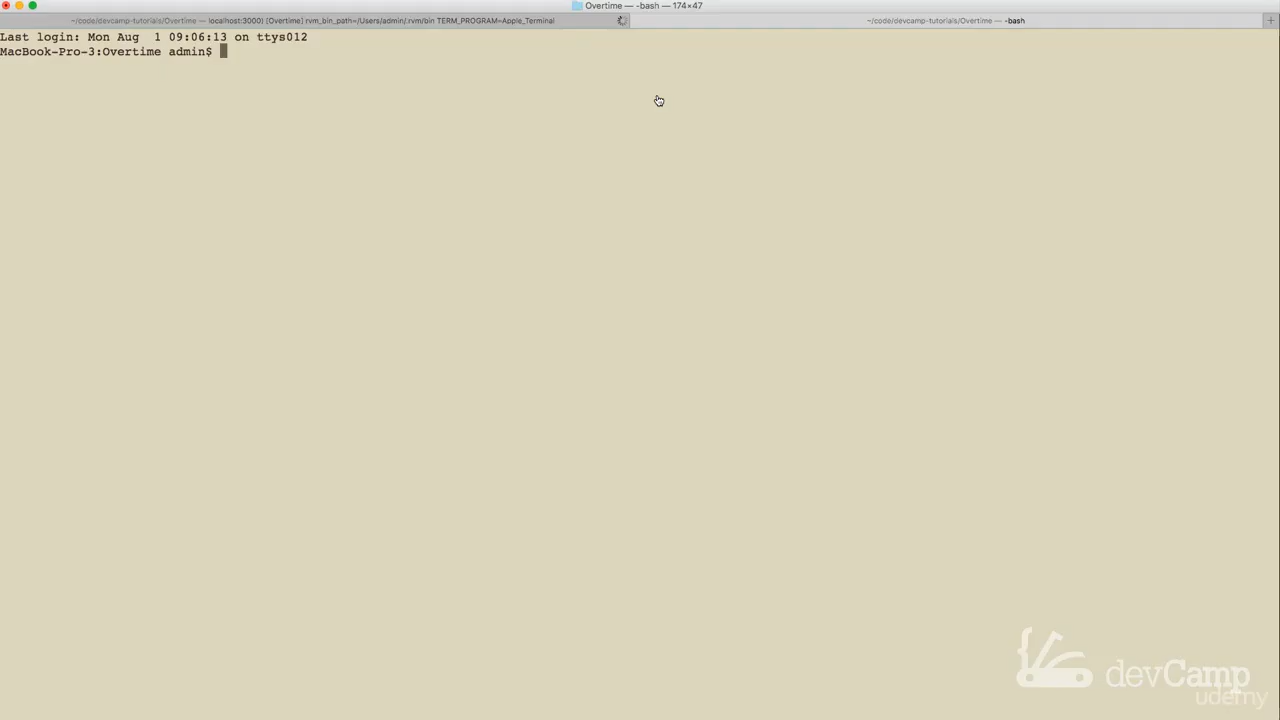 Overtime — -bash — 174×47
~/code/devcamp-tutorials/Overtime — localhost:3000) [Overtime] rvm_bin_path=/Users/admin/.rvm/bin TERM_PROGRAM=Apple_Terminal
~/code/devcamp-tutorials/Overtime — -bash
Last login: Mon Aug  1 09:06:13 on ttys012
MacBook-Pro-3:Overtime admin$
devCamp
udemy